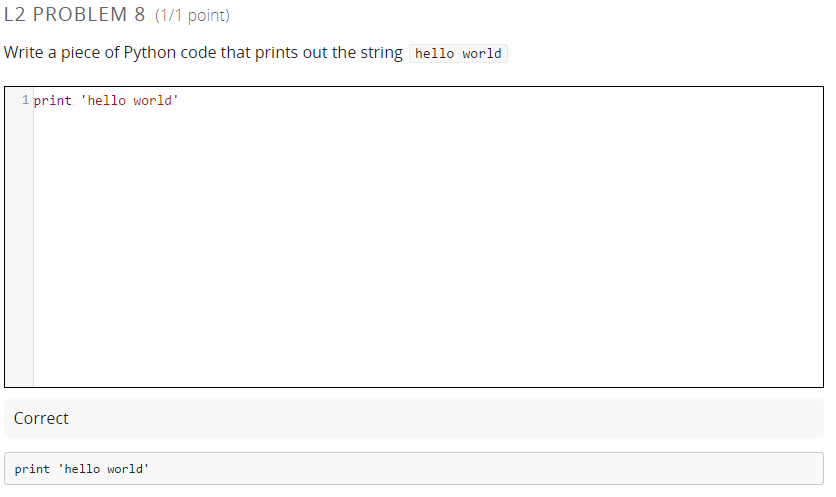 L2 PROBLEM 8 (1/1 point)
Write a piece of Python code that prints out the string hello world
1 print 'hello world'
Correct
print 'hello world'